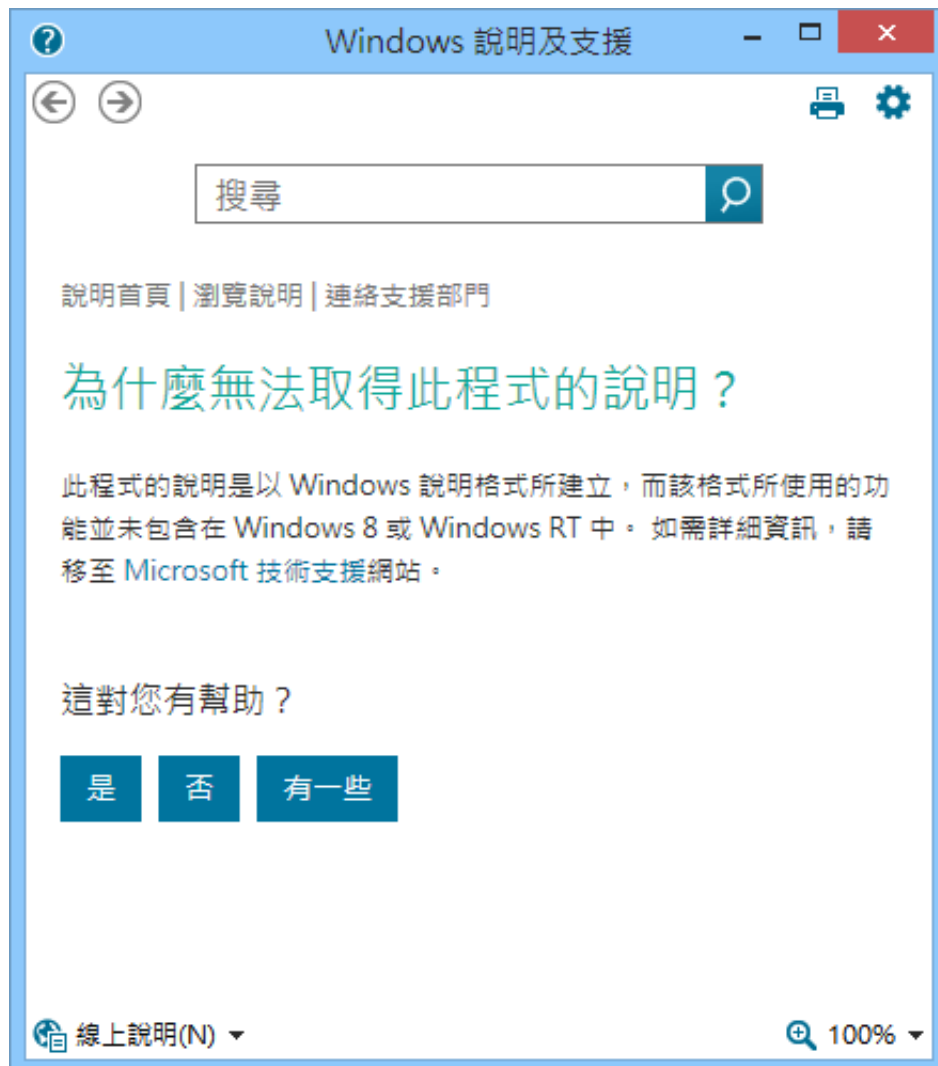 Windows 說明及支援
搜尋
說明首頁 | 瀏覽說明 | 連絡支援部門
為什麼無法取得此程式的說明？
此程式的說明是以 Windows 說明格式所建立，而該格式所使用的功
能並未包含在 Windows 8 或 Windows RT 中。 如需詳細資訊，請
移至 Microsoft 技術支援網站。
這對您有幫助？
是 否 有一些
線上說明(N) 100%